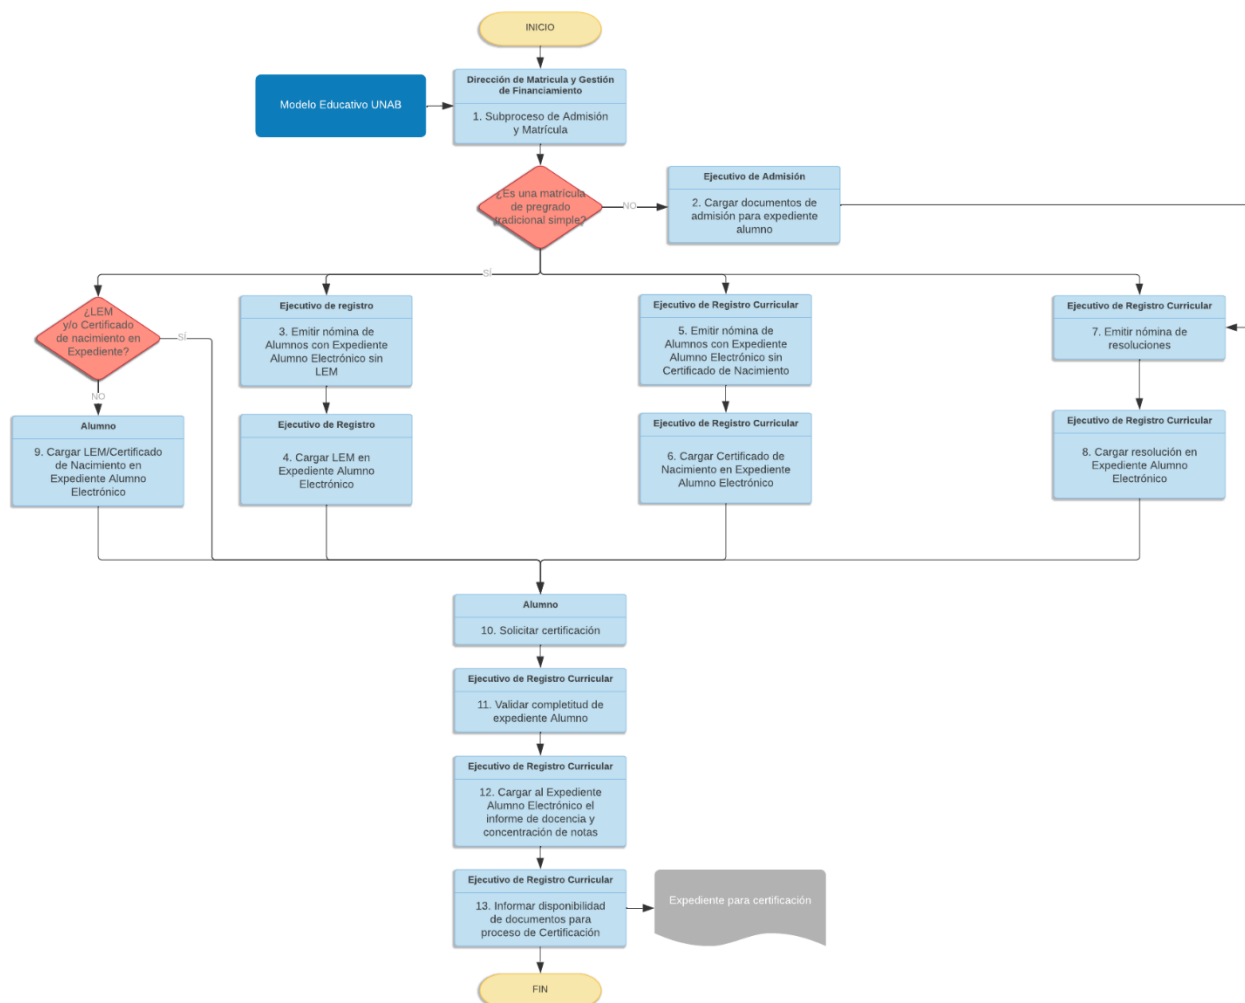 INICIO
Dirección de Matricula y Gestión
de Financiamiento
1. Subproceso de Admisión
y Matrícula
Modelo Educativo UNAB
¿Es una matrícula
de pregrado
tradicional simple?
NO
Ejecutivo de Admisión
2. Cargar documentos de
admisión para expediente
alumno
SÍ
¿LEM
y/o Certificado
de nacimiento en
Expediente?
SÍ
NO
Ejecutivo de registro
3. Emitir nómina de
Alumnos con Expediente
Alumno Electrónico sin
LEM
Ejecutivo de Registro Curricular
5. Emitir nómina de
Alumnos con Expediente
Alumno Electrónico sin
Certificado de Nacimiento
Ejecutivo de Registro Curricular
7. Emitir nómina de
resoluciones
Alumno
9. Cargar LEM/Certificado
de Nacimiento en
Expediente Alumno
Electrónico
Ejecutivo de Registro
4. Cargar LEM en
Expediente Alumno
Electrónico
Ejecutivo de Registro Curricular
6. Cargar Certificado de
Nacimiento en Expediente
Alumno Electrónico
Ejecutivo de Registro Curricular
8. Cargar resolución en
Expediente Alumno
Electrónico
Alumno
10. Solicitar certificación
Ejecutivo de Registro Curricular
11. Validar completitud de
expediente Alumno
Ejecutivo de Registro Curricular
12. Cargar al Expediente
Alumno Electrónico el
informe de docencia y
concentración de notas
Ejecutivo de Registro Curricular
13. Informar disponibilidad
de documentos para
proceso de Certificación
Expediente para certificación
FIN